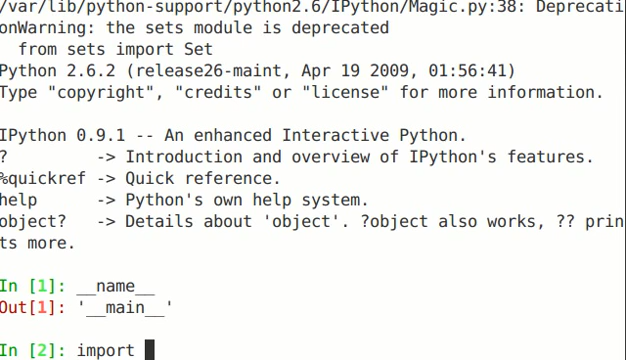 /var/lib/python-support/python2.6/IPython/Magic.py:38: Deprecati
onWarning: the sets module is deprecated
  from sets import Set
Python 2.6.2 (release26-maint, Apr 19 2009, 01:56:41)
Type "copyright", "credits" or "license" for more information.

IPython 0.9.1 -- An enhanced Interactive Python.
?         -> Introduction and overview of IPython's features.
%quickref -> Quick reference.
help      -> Python's own help system.
object?   -> Details about 'object'. ?object also works, ?? prin
ts more.

In [1]: __name__
Out[1]: '__main__'

In [2]: import